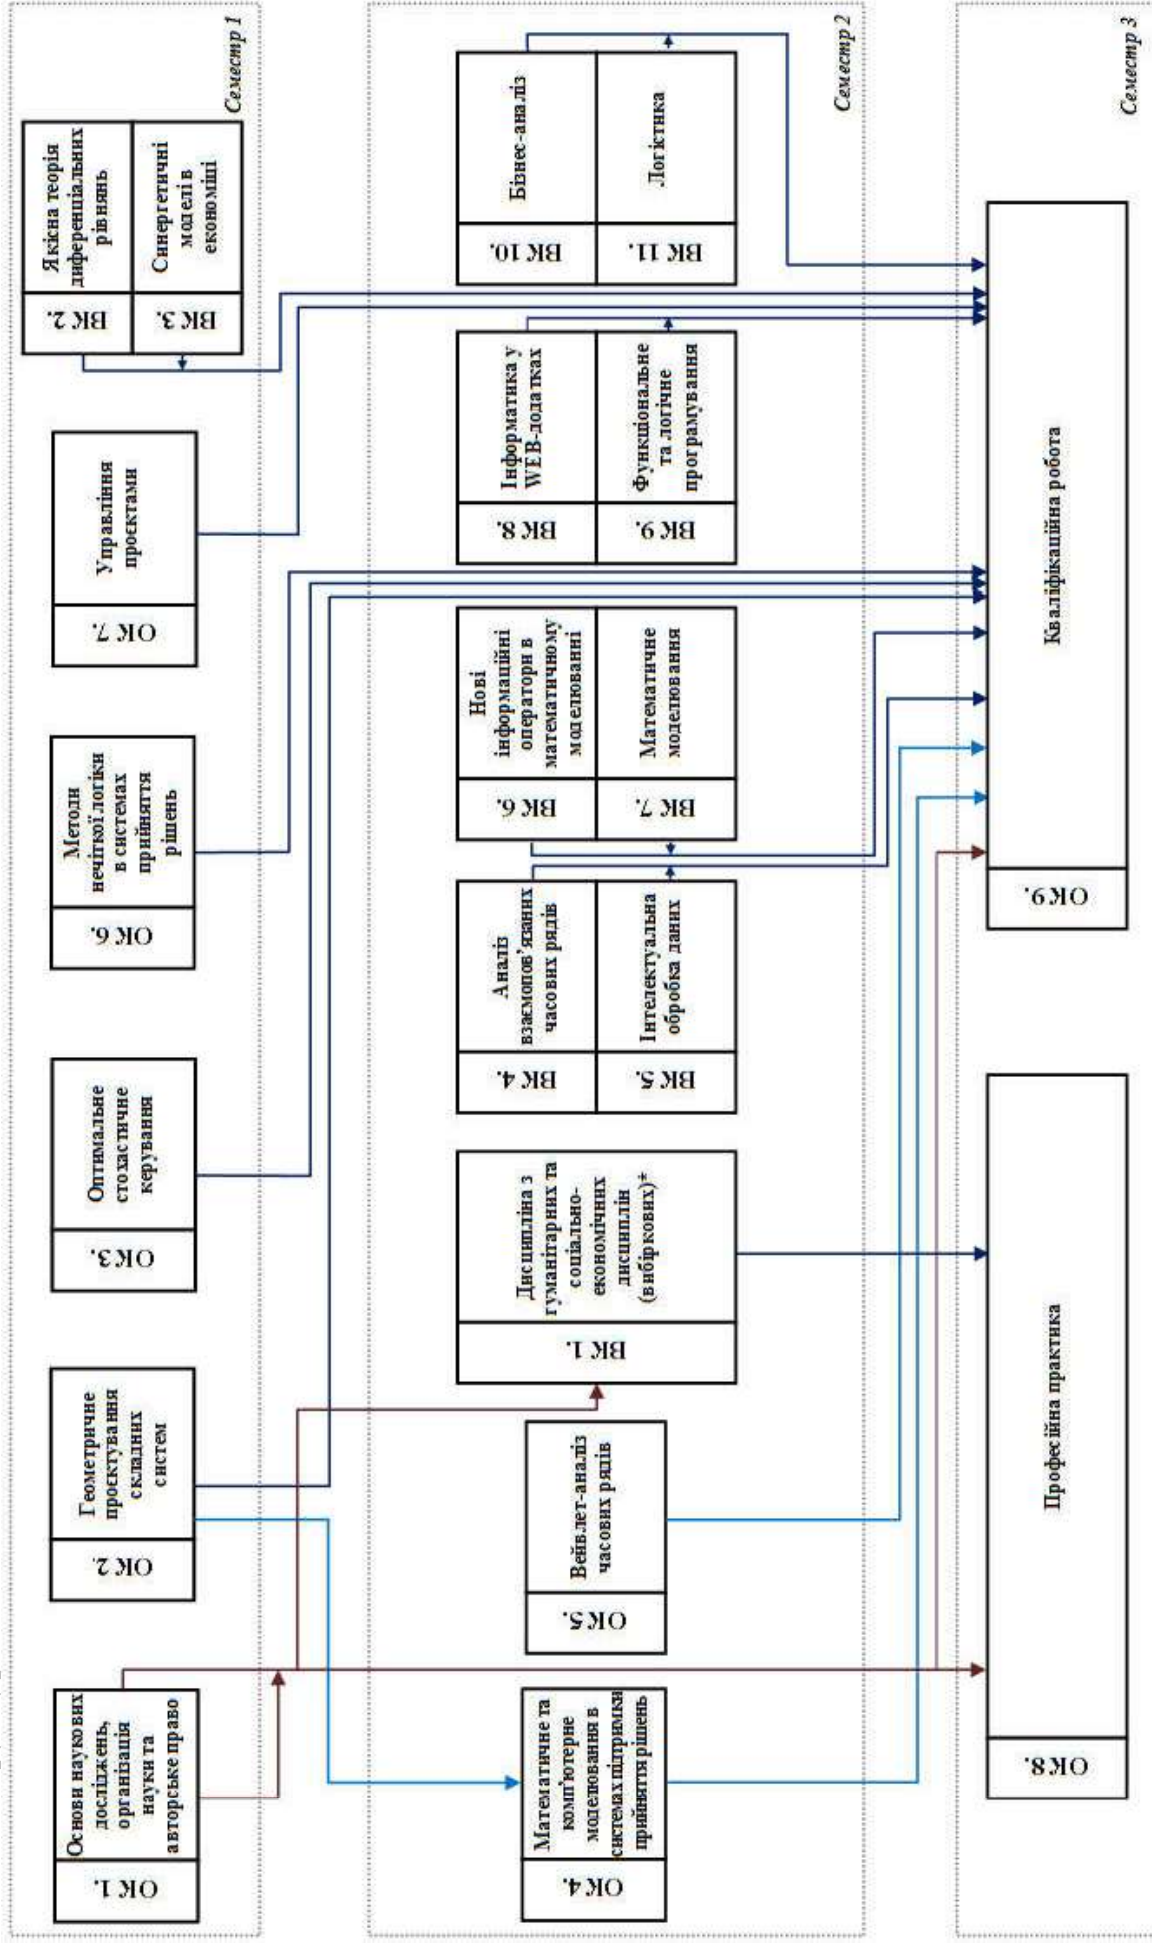 Семестр 1
ОК 1.
Основи наукових
досліджень,
організація
науки та
авторське право
ОК 2.
Геометричне
проєктування
складних
систем
ОК 3.
Оптимальне
стохастичне
керування
ОК 6.
Методи
нечіткої логіки
в системах
прийняття
рішень
ОК 7.
Управління
проєктами
ВК 2.
Якісна теорія
диференціальних
рівнянь
ВК 3.
Синергетичні
моделі в
економіці
Семестр 2
ОК 4.
Математичне та
комп'ютерне
моделювання в
системах підтримки
прийняття рішень
ОК 5.
Вейвлет-аналіз
часових рядів
ВК 1.
Дисципліна з
гуманітарних та
соціально-
економічних
дисциплін
(вибіркових)*
ВК 4.
Аналіз
взаємопов'язаних
часових рядів
ВК 5.
Інтелектуальна
обробка даних
ВК 6.
Нові
інформаційні
оператори в
математичному
моделюванні
ВК 7.
Математичне
моделювання
ВК 8.
Інформатика у
WEB-додатках
ВК 9.
Функціональне
та логічне
програмування
ВК 10.
Бізнес-аналіз
ВК 11.
Логістика
Семестр 3
ОК 8.
Професійна практика
ОК 9.
Кваліфікаційна робота